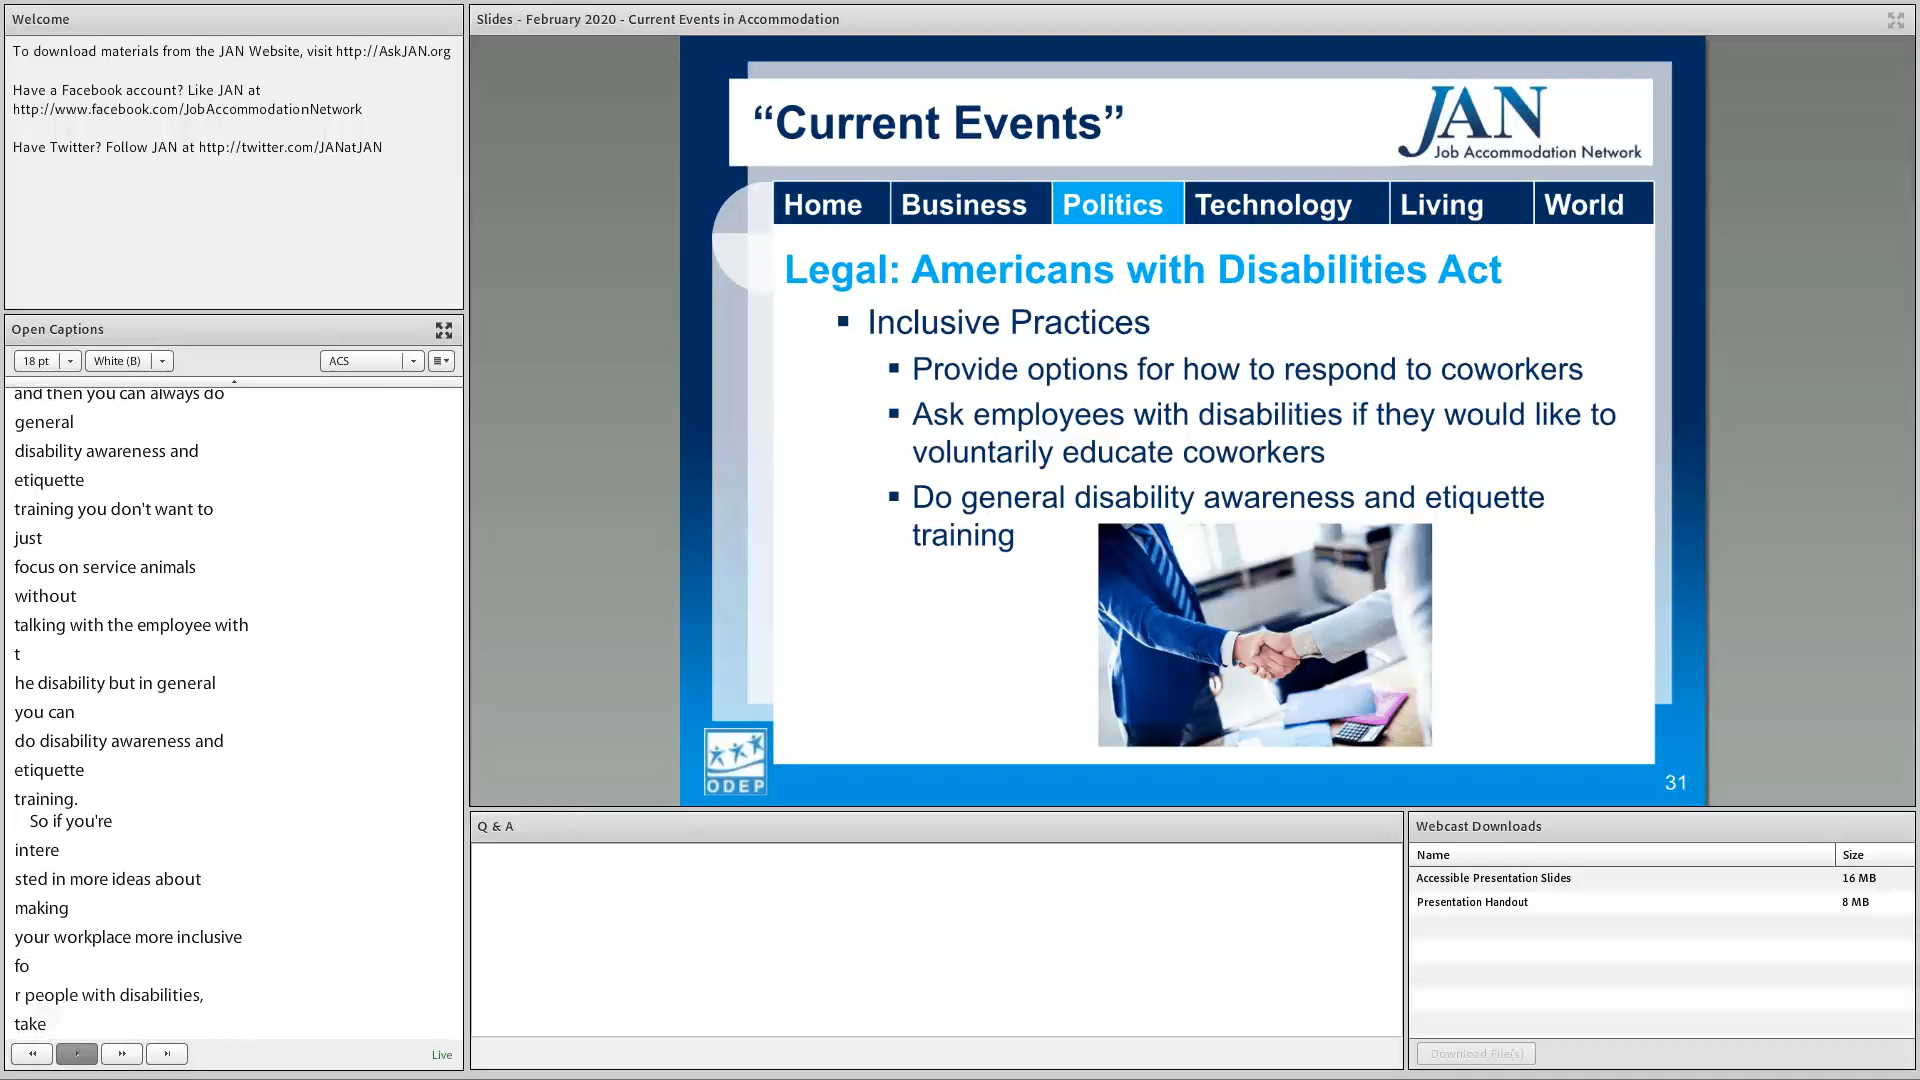 Welcome
To download materials from the JAN Website, visit http://AskJAN.org
Have a Facebook account? Like JAN at
http://www.facebook.com/JobAccommodationNetwork
Have Twitter? Follow JAN at http://twitter.com/JANatJAN
Open Captions
18 pt
White (B)
ACS
and then you can always do
general
disability awareness and
etiquette
training you don't want to
just
focus on service animals
without
talking with the employee with
t
he disability but in general
you can
do disability awareness and
etiquette
training.
So if you're
intere
sted in more ideas about
making
your workplace more inclusive
fo
r people with disabilities,
take
Live
Slides - February 2020 - Current Events in Accommodation
“Current Events”
JAN
Job Accommodation Network
Home Business Politics Technology Living World
Legal: Americans with Disabilities Act
Inclusive Practices
Provide options for how to respond to coworkers
Ask employees with disabilities if they would like to
voluntarily educate coworkers
Do general disability awareness and etiquette
training
ODEP
31
Q & A
Webcast Downloads
Name Size
Accessible Presentation Slides 16 MB
Presentation Handout 8 MB
Download File(s)